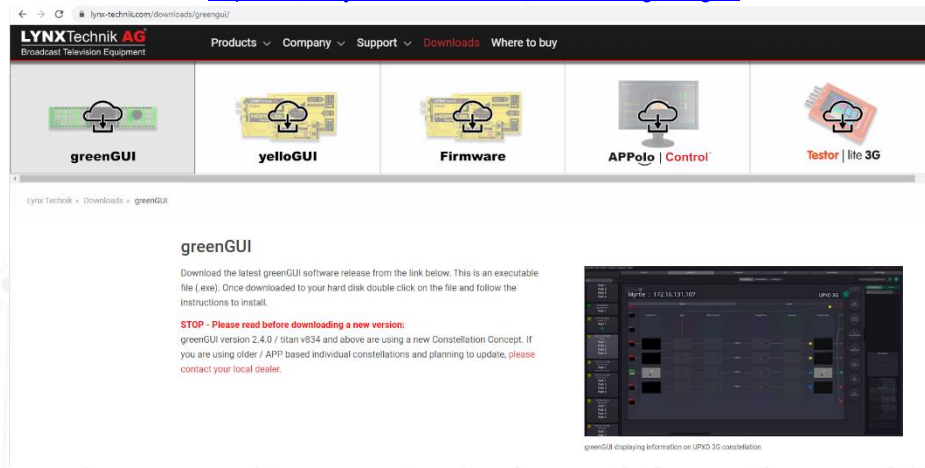 lynx-technik.com/downloads/greengui/
LYNXTechnik AG
Broadcast Television Equipment
Products Company Support Downloads Where to buy
greenGUI
yelloGUI
Firmware
APPolo | Control
Testor | lite 3G
Lynx Technik » Downloads » greenGUI
greenGUI
Download the latest greenGUI software release from the link below. This is an executable
file (.exe). Once downloaded to your hard disk double click on the file and follow the
instructions to install.
STOP - Please read before downloading a new version:
greenGUI version 2.4.0 / titan v834 and above are using a new Constellation Concept. If
you are using older / APP based individual constellations and planning to update, please
contact your local dealer.
Myrtle : 172.16.131.107
UPXD 3G
greenGUI displaying information on UPXD 3G constellation